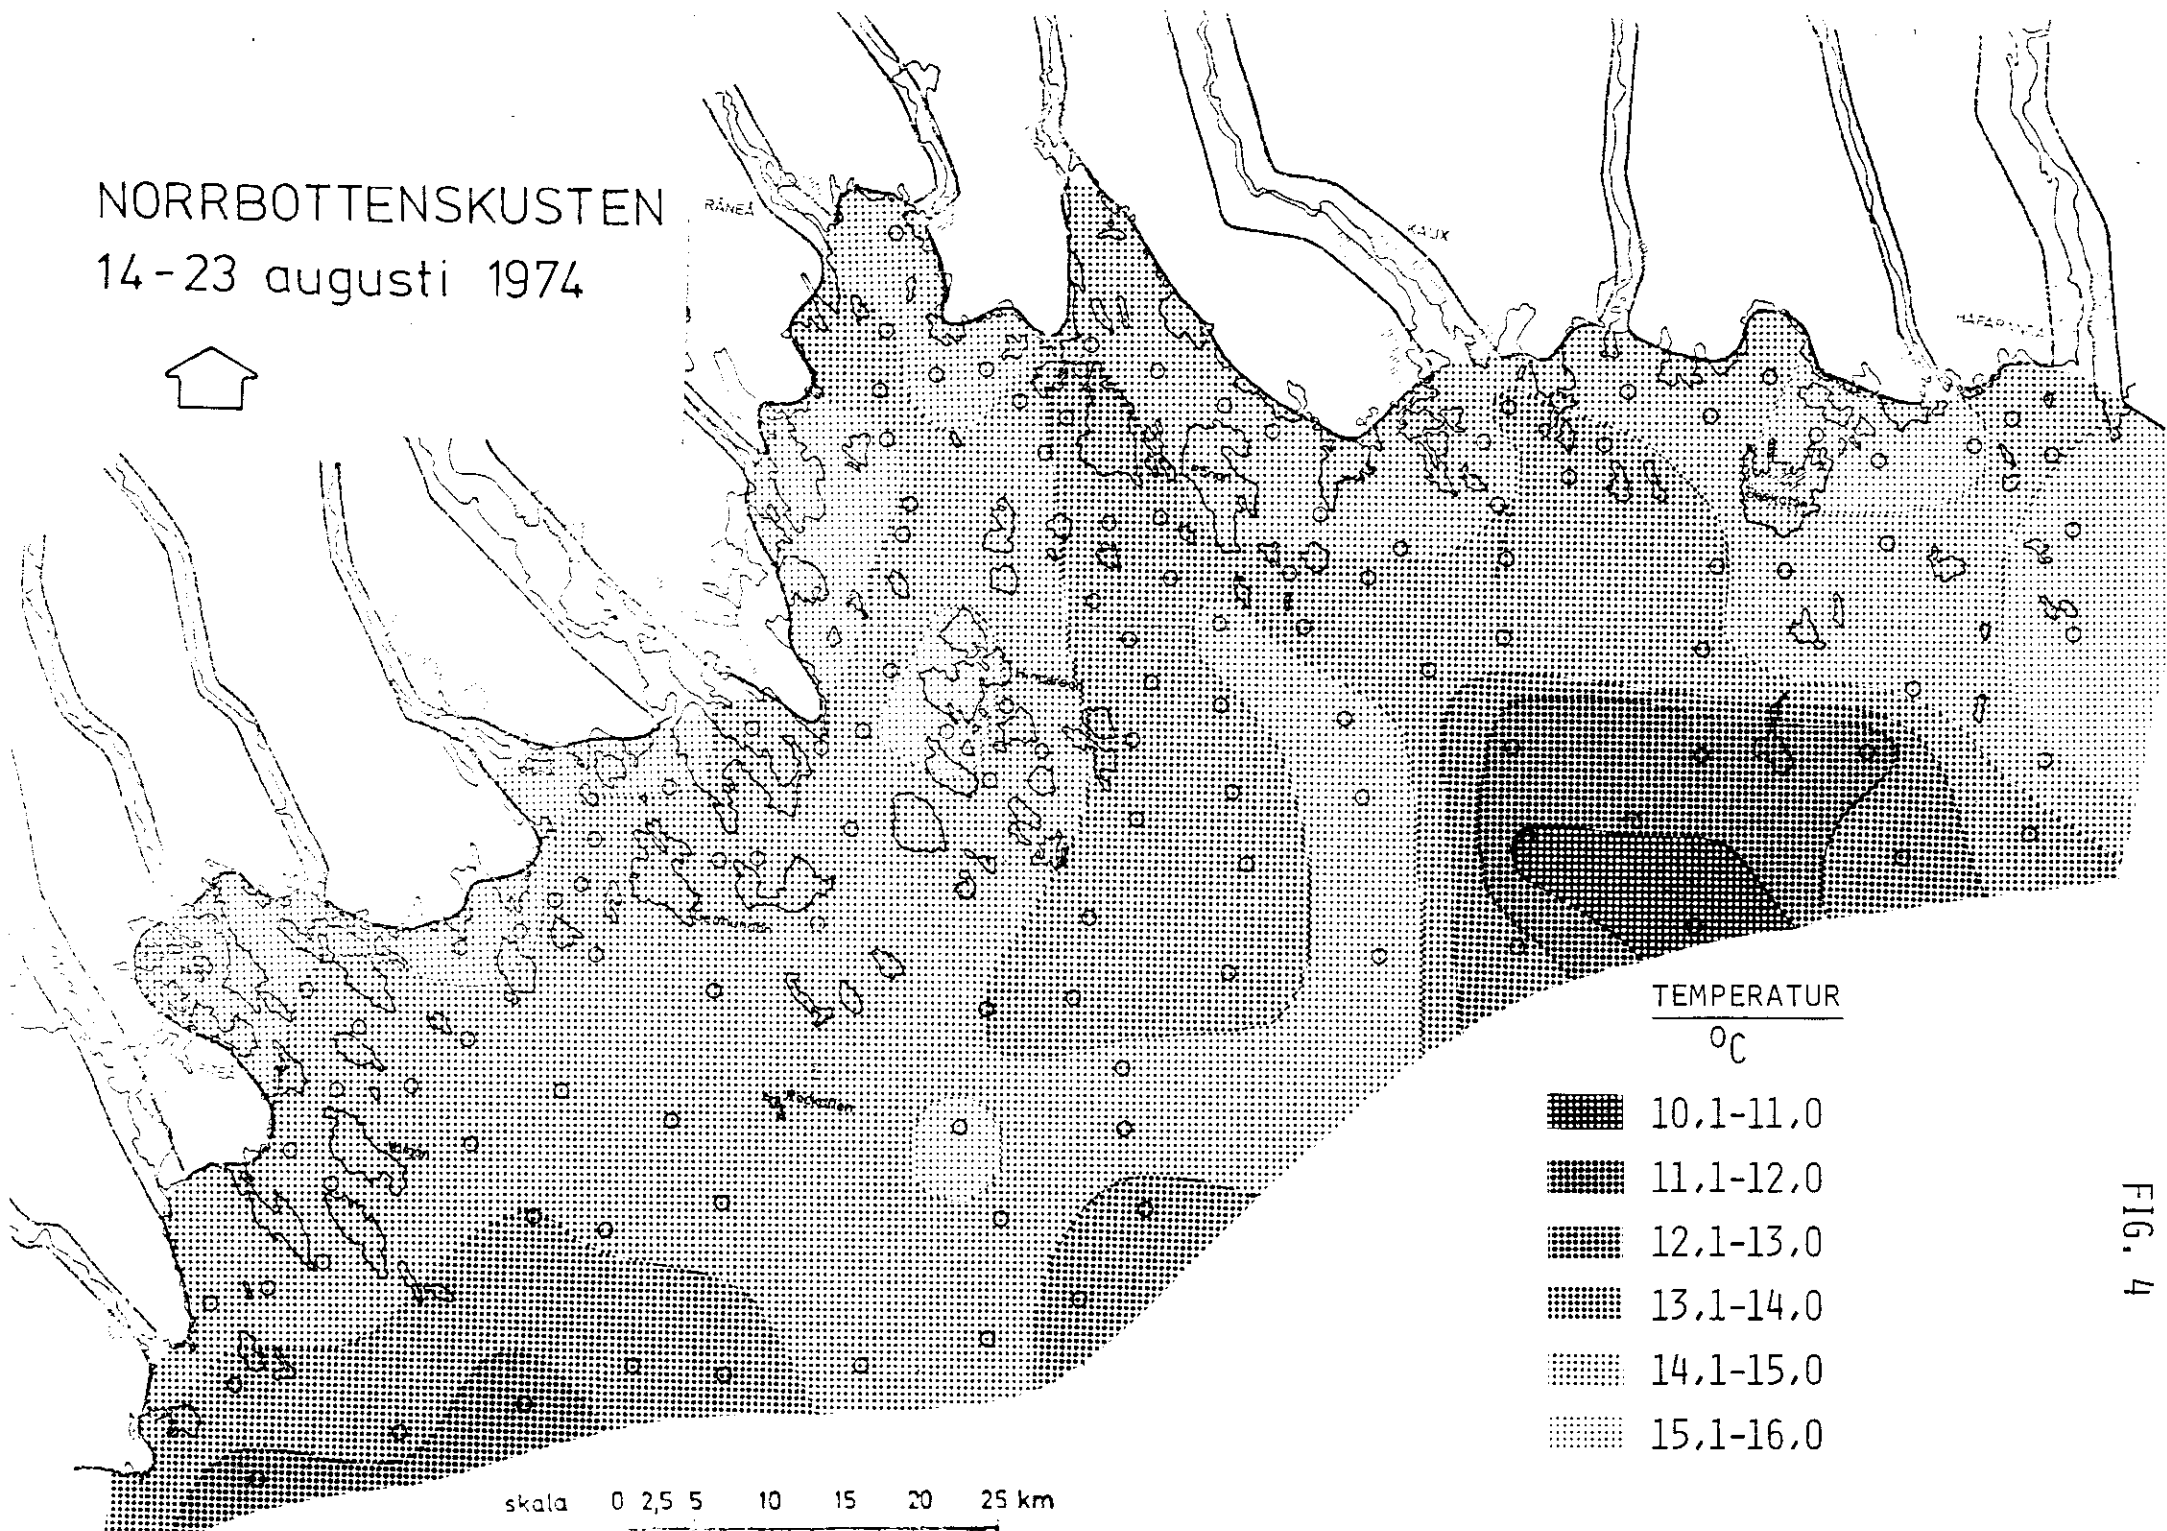 NORRBOTTENSKUSTEN
14-23 augusti 1974
RÅNEÅ
KALIX
HAPARANDA
Rödkallen
TEMPERATUR
°C
10,1-11,0
11,1-12,0
12,1-13,0
13,1-14,0
14,1-15,0
15,1-16,0
skala 0 2,5 5 10 15 20 25 km
FIG. 4